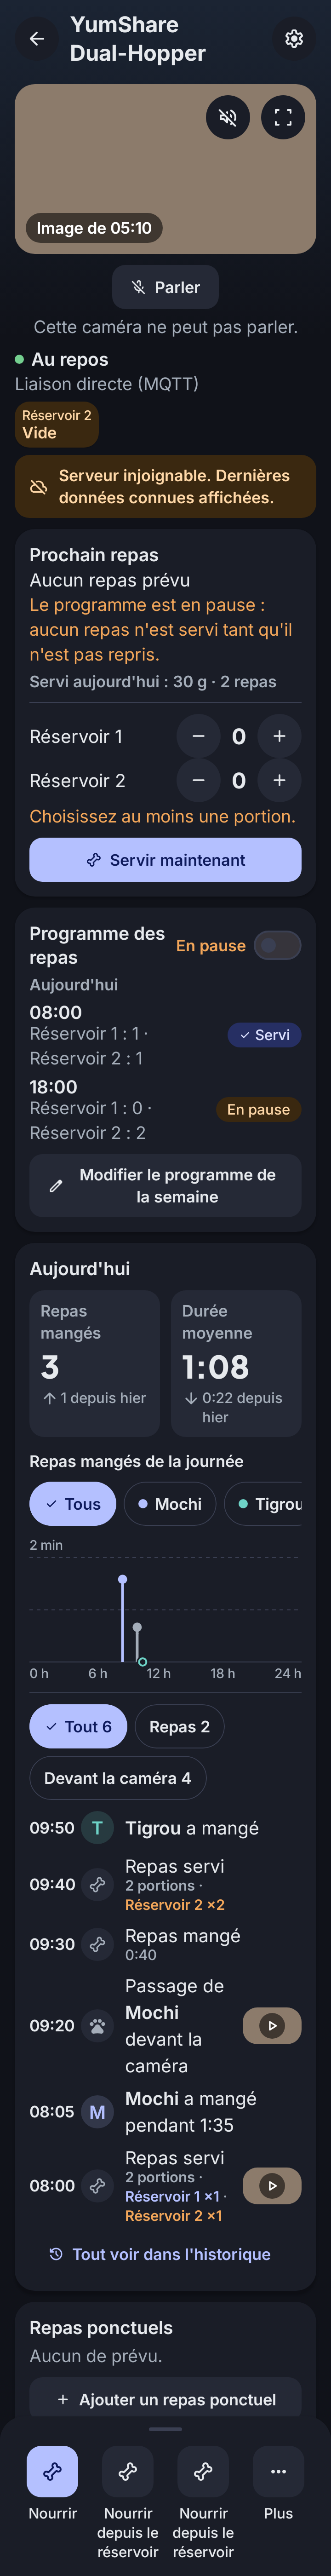 YumShare
Dual-Hopper
Image de 05:10
Parler
Cette caméra ne peut pas parler.
Au repos
Liaison directe (MQTT)
Réservoir 2
Vide
Serveur injoignable. Dernières
données connues affichées.
Prochain repas
Aucun repas prévu
Le programme est en pause :
aucun repas n'est servi tant qu'il
n'est pas repris.
Servi aujourd'hui : 30 g · 2 repas
Réservoir 1
0
Réservoir 2
0
Choisissez au moins une portion.
Servir maintenant
Programme des
repas
En pause
Aujourd'hui
08:00
Réservoir 1 : 1 ·
Réservoir 2 : 1
Servi
18:00
Réservoir 1 : 0 ·
Réservoir 2 : 2
En pause
Modifier le programme de
la semaine
Aujourd'hui
Repas
mangés
3
1 depuis hier
Durée
moyenne
1:08
0:22 depuis
hier
Repas mangés de la journée
Tous
Mochi
Tigrou
2 min
0 h 6 h 12 h 18 h 24 h
Tout 6
Repas 2
Devant la caméra 4
09:50
T
Tigrou a mangé
09:40
Repas servi
2 portions ·
Réservoir 2 ×2
09:30
Repas mangé
0:40
09:20
Passage de
Mochi
devant la
caméra
08:05
M
Mochi a mangé
pendant 1:35
08:00
Repas servi
2 portions ·
Réservoir 1 ×1 ·
Réservoir 2 ×1
Tout voir dans l'historique
Repas ponctuels
Aucun de prévu.
Ajouter un repas ponctuel
Nourrir
Nourrir
depuis le
réservoir
Nourrir
depuis le
réservoir
Plus